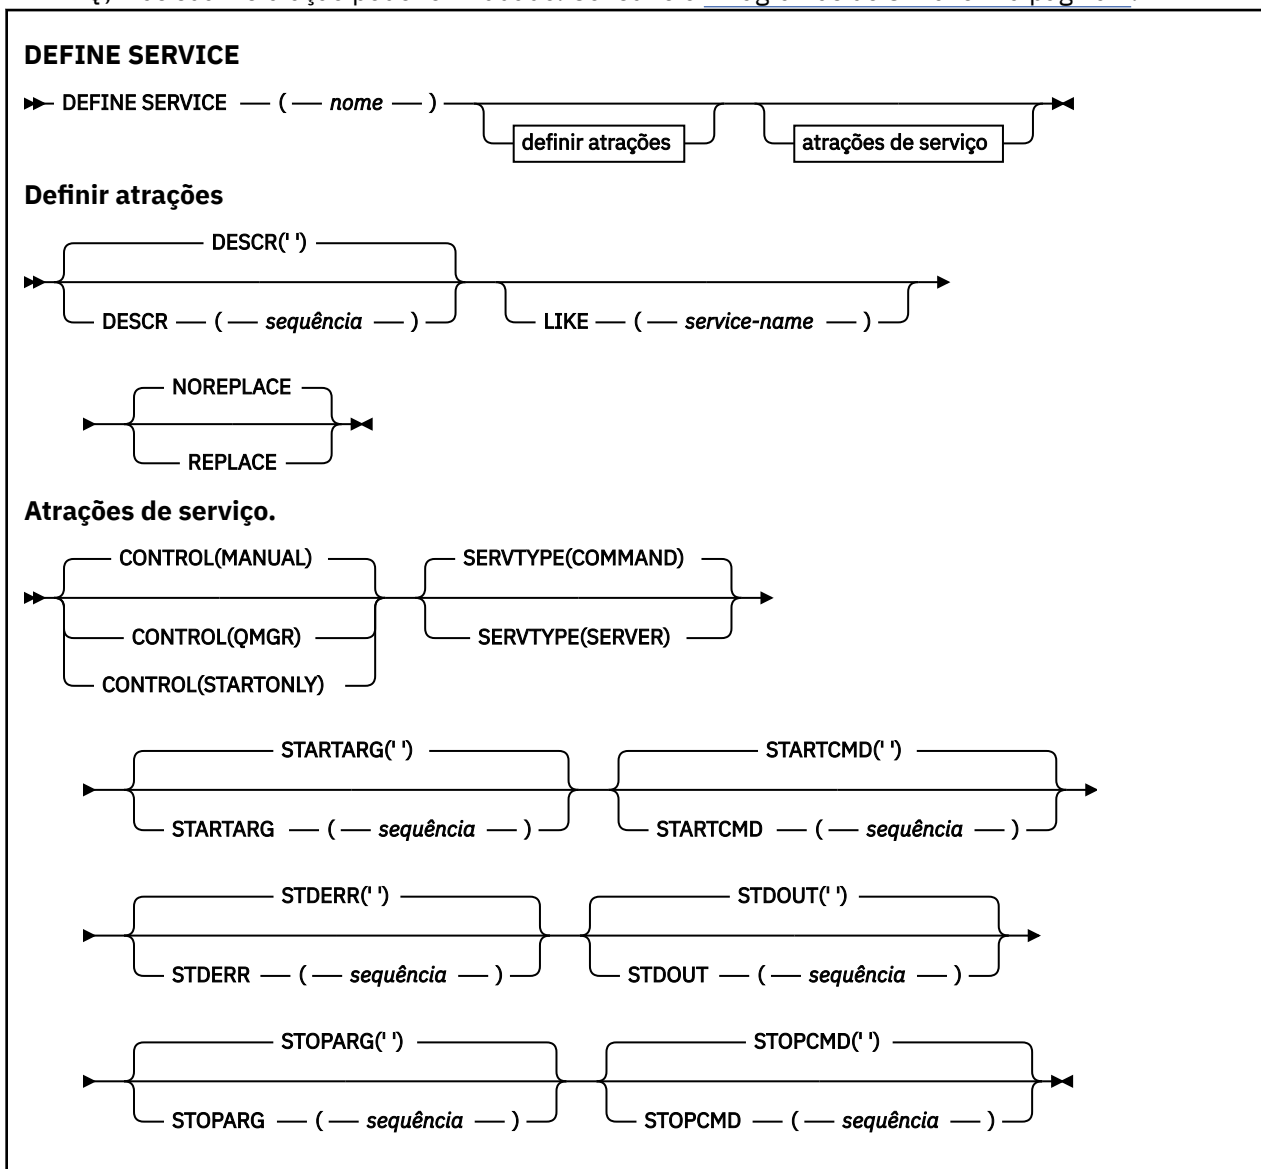 DEFINE SERVICE
DEFINE SERVICE ( nome )
definir atrações atrações de serviço
Definir atrações
DESCR(' ')
DESCR ( sequência ) LIKE ( service-name )
NOREPLACE
REPLACE
Atrações de serviço.
CONTROL(MANUAL) SERVTYPE(COMMAND)
CONTROL(QMGR) SERVTYPE(SERVER)
CONTROL(STARTONLY)
STARTARG(' ') STARTCMD(' ')
STARTARG ( sequência ) STARTCMD ( sequência )
STDERR(' ') STDOUT(' ')
STDERR ( sequência ) STDOUT ( sequência )
STOPARG(' ') STOPCMD(' ')
STOPARG ( sequência ) STOPCMD ( sequência )